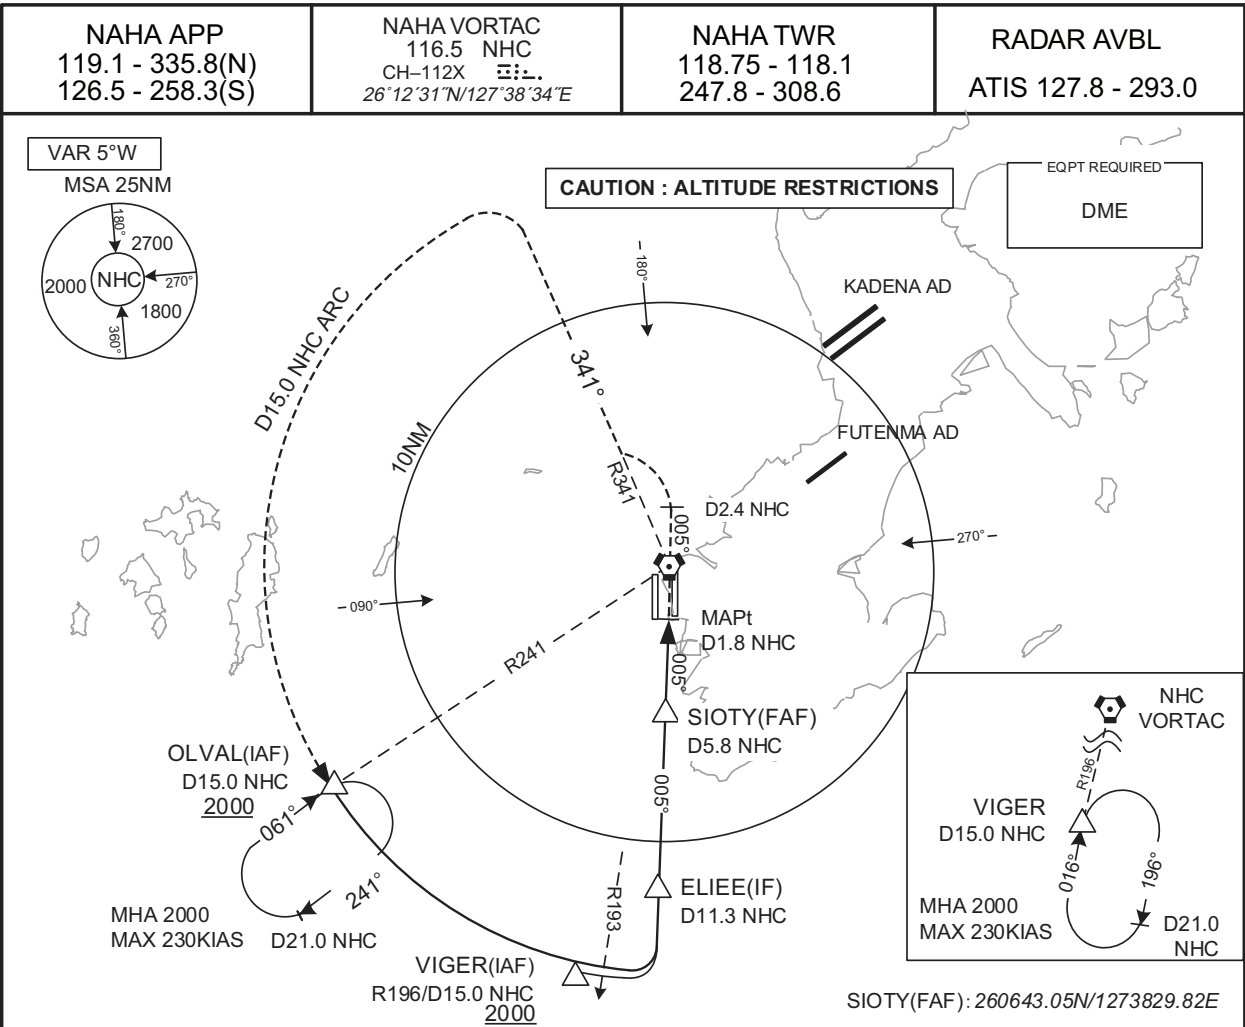 NAHA APP
119.1 - 335.8(N)
126.5 - 258.3(S)
NAHA VORTAC
116.5 NHC
CH–112X
26°12´31˝N/127°38´34˝E
NAHA TWR
118.75 - 118.1
247.8 - 308.6
RADAR AVBL
ATIS 127.8 - 293.0
VAR 5°W
MSA 25NM
180°
2700
2000
NHC
270°
1800
360°
CAUTION : ALTITUDE RESTRICTIONS
EQPT REQUIRED
DME
180°
KADENA AD
D15.0 NHC ARC
341°
10NM
FUTENMA AD
R341
D2.4 NHC
005°
270°
090°
MAPt
D1.8 NHC
R241
005°
SIOTY(FAF)
D5.8 NHC
OLVAL(IAF)
D15.0 NHC
2000
061°
005°
241°
MHA 2000
MAX 230KIAS
D21.0 NHC
R193
ELIEE(IF)
D11.3 NHC
VIGER(IAF)
R196/D15.0 NHC
2000
NHC
VORTAC
R196
VIGER
D15.0 NHC
016°
196°
MHA 2000
MAX 230KIAS
D21.0
NHC
SIOTY(FAF): 260643.05N/1273829.82E